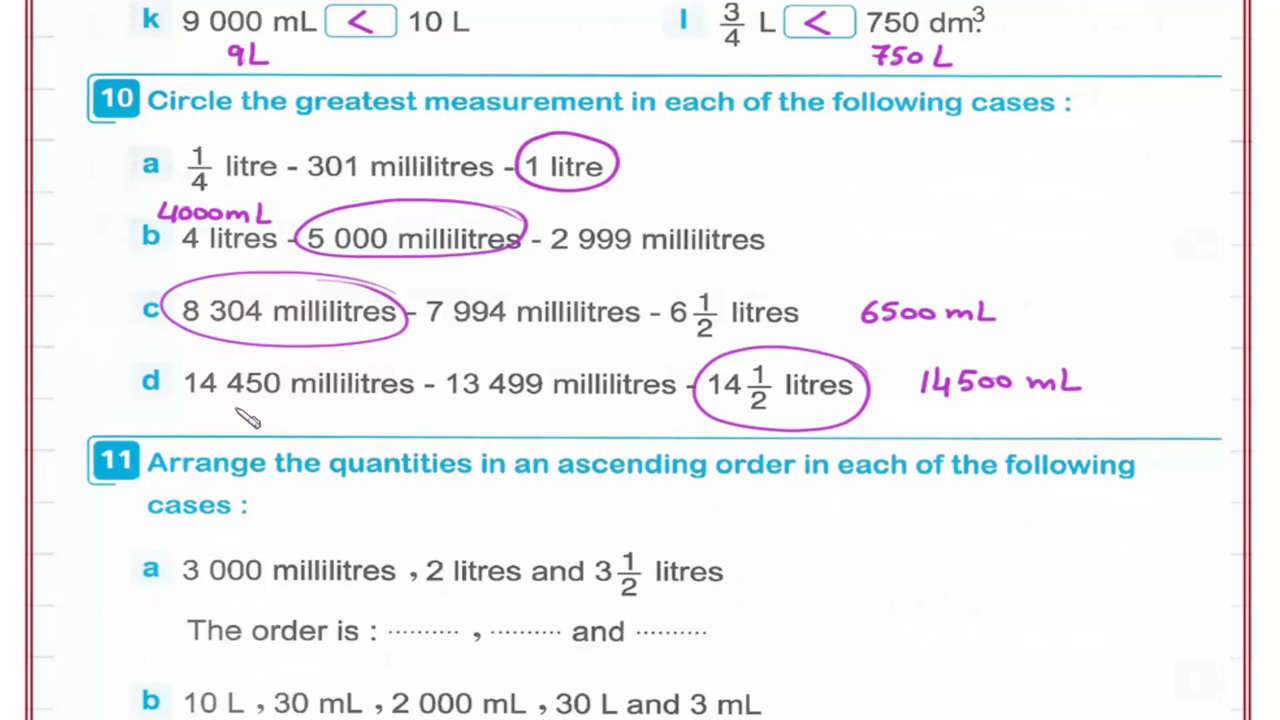 k 9 000 mL < 10 L l 3/4 L < 750 dm³.
9L 750 L
10 Circle the greatest measurement in each of the following cases :
a 1/4 litre - 301 millilitres - 1 litre
4000mL
b 4 litres - 5 000 millilitres - 2 999 millilitres
c 8 304 millilitres - 7 994 millilitres - 6 1/2 litres 6500 mL
d 14 450 millilitres - 13 499 millilitres - 14 1/2 litres 14500 mL
11 Arrange the quantities in an ascending order in each of the following
cases :
a 3 000 millilitres , 2 litres and 3 1/2 litres
The order is : .......... , .......... and ..........
b 10 L , 30 mL , 2 000 mL , 30 L and 3 mL